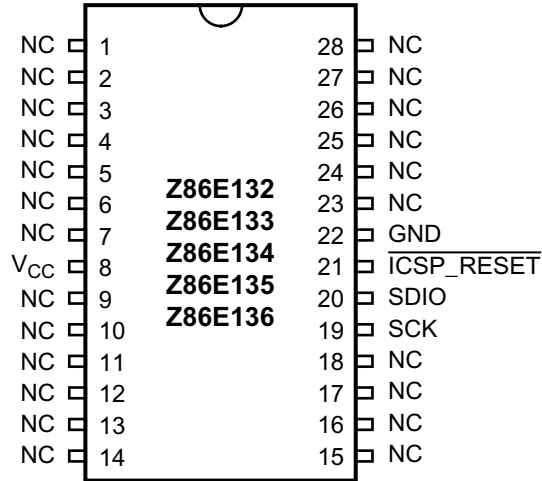 NC 1 28 NC
NC 2 27 NC
NC 3 26 NC
NC 4 25 NC
NC 5 24 NC
NC 6 23 NC
NC 7 22 GND
VCC 8 21 ICSP_RESET
NC 9 20 SDIO
NC 10 19 SCK
NC 11 18 NC
NC 12 17 NC
NC 13 16 NC
NC 14 15 NC
Z86E132
Z86E133
Z86E134
Z86E135
Z86E136